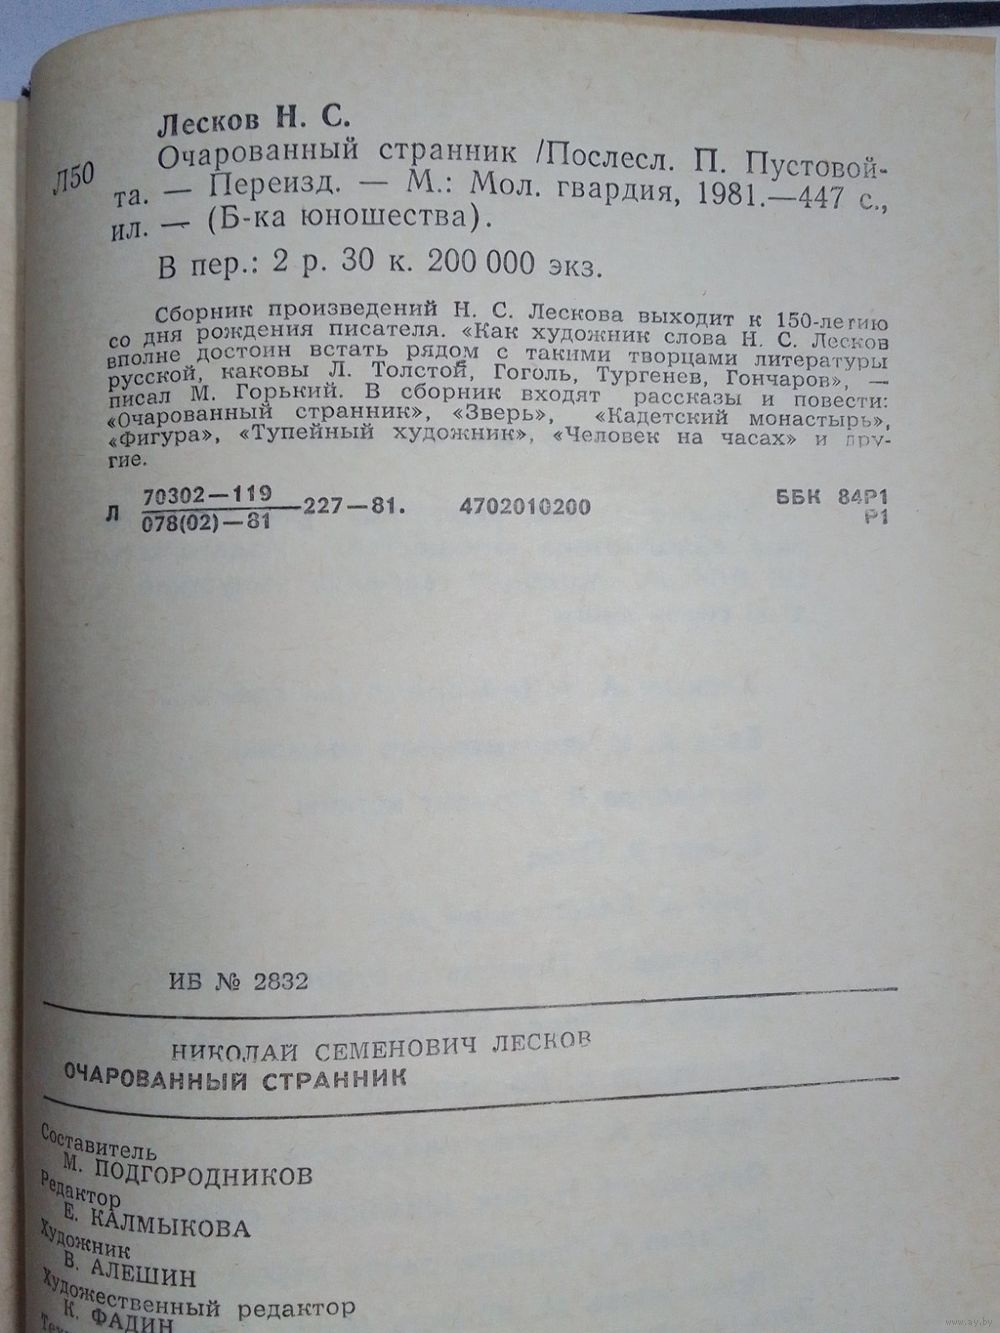 Лесков Н. С.
Л50
Очарованный странник /Послесл. П. Пустовой-
та. — Переизд. — М.: Мол. гвардия, 1981.—447 с.,
ил. — (Б-ка юношества).
В пер.: 2 р. 30 к. 200 000 экз.
Сборник произведений Н. С. Лескова выходит к 150-летию
со дня рождения писателя. «Как художник слова Н. С. Лесков
вполне достоин встать рядом с такими творцами литературы
русской, каковы Л. Толстой, Гоголь, Тургенев, Гончаров», —
писал М. Горький. В сборник входят рассказы и повести:
«Очарованный странник», «Зверь», «Кадетский монастырь»,
«Фигура», «Тупейный художник», «Человек на часах» и дру-
гие.
Л 70302—119
078(02)—81 —227—81. 4702010200
ББК 84Р1
Р1
ИБ № 2832
НИКОЛАЙ СЕМЕНОВИЧ ЛЕСКОВ
ОЧАРОВАННЫЙ СТРАННИК
Составитель
М. ПОДГОРОДНИКОВ
Редактор
Е. КАЛМЫКОВА
Художник
В. АЛЕШИН
Художественный редактор
К. ФАДИН
www.ay.by